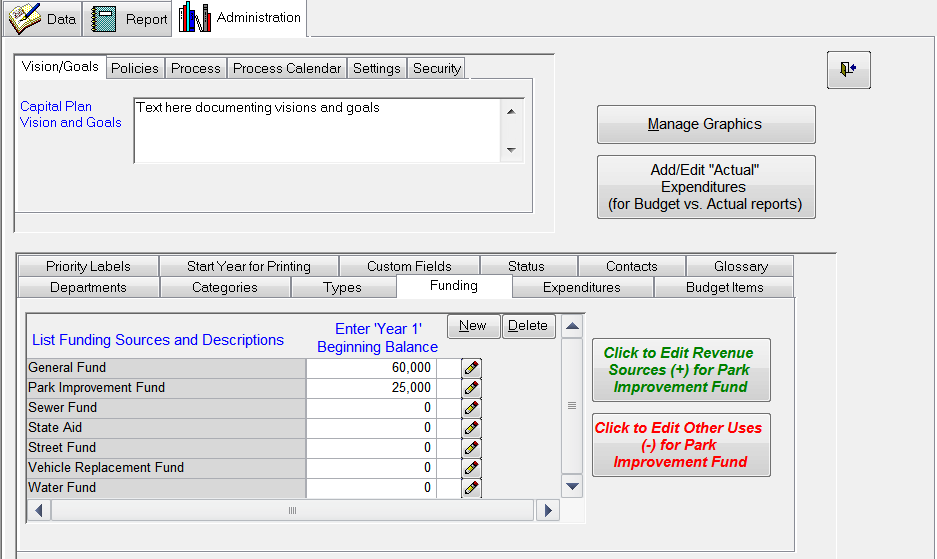 Data
Report
Administration
Vision/Goals
Policies
Process
Process Calendar
Settings
Security
Capital Plan
Vision and Goals
Text here documenting visions and goals
Manage Graphics
Add/Edit "Actual"
Expenditures
(for Budget vs. Actual reports)
Priority Labels
Start Year for Printing
Custom Fields
Status
Contacts
Glossary
Departments
Categories
Types
Funding
Expenditures
Budget Items
List Funding Sources and Descriptions
Enter 'Year 1'
Beginning Balance
New
Delete
General Fund 60,000
Park Improvement Fund 25,000
Sewer Fund 0
State Aid 0
Street Fund 0
Vehicle Replacement Fund 0
Water Fund 0
Click to Edit Revenue
Sources (+) for Park
Improvement Fund
Click to Edit Other Uses
(-) for Park
Improvement Fund